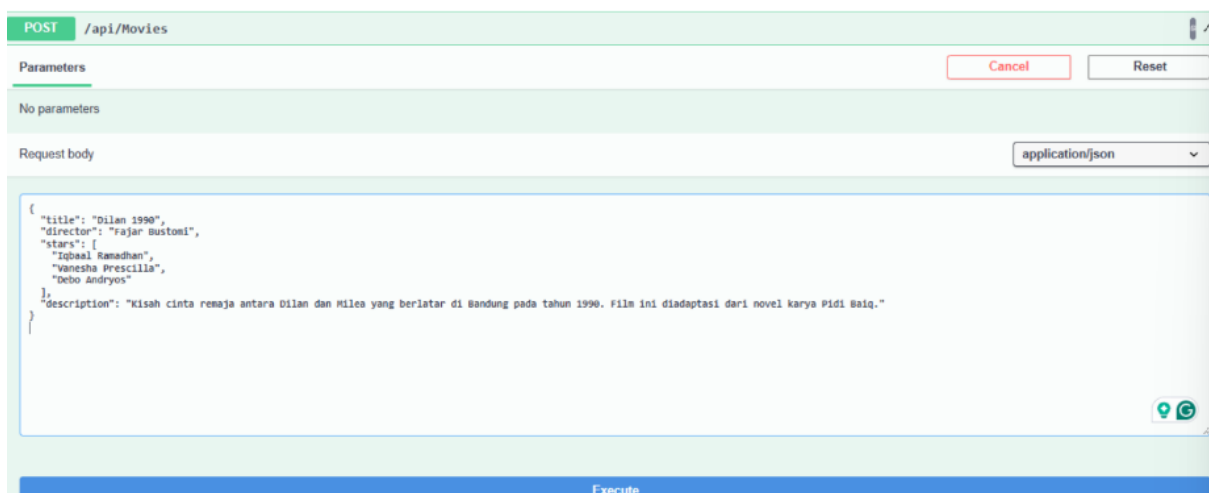 POST /api/Movies
Parameters
Cancel
Reset
No parameters
Request body
application/json
{
"title": "Dilan 1990",
"director": "Fajar Bustomi",
"stars": [
"Iqbaal Ramadhan",
"Vanesha Prescilla",
"Debo Andryos"
],
"description": "Kisah cinta remaja antara Dilan dan Milea yang berlatar di Bandung pada tahun 1990. Film ini diadaptasi dari novel karya Pidi Baiq."
}
Execute